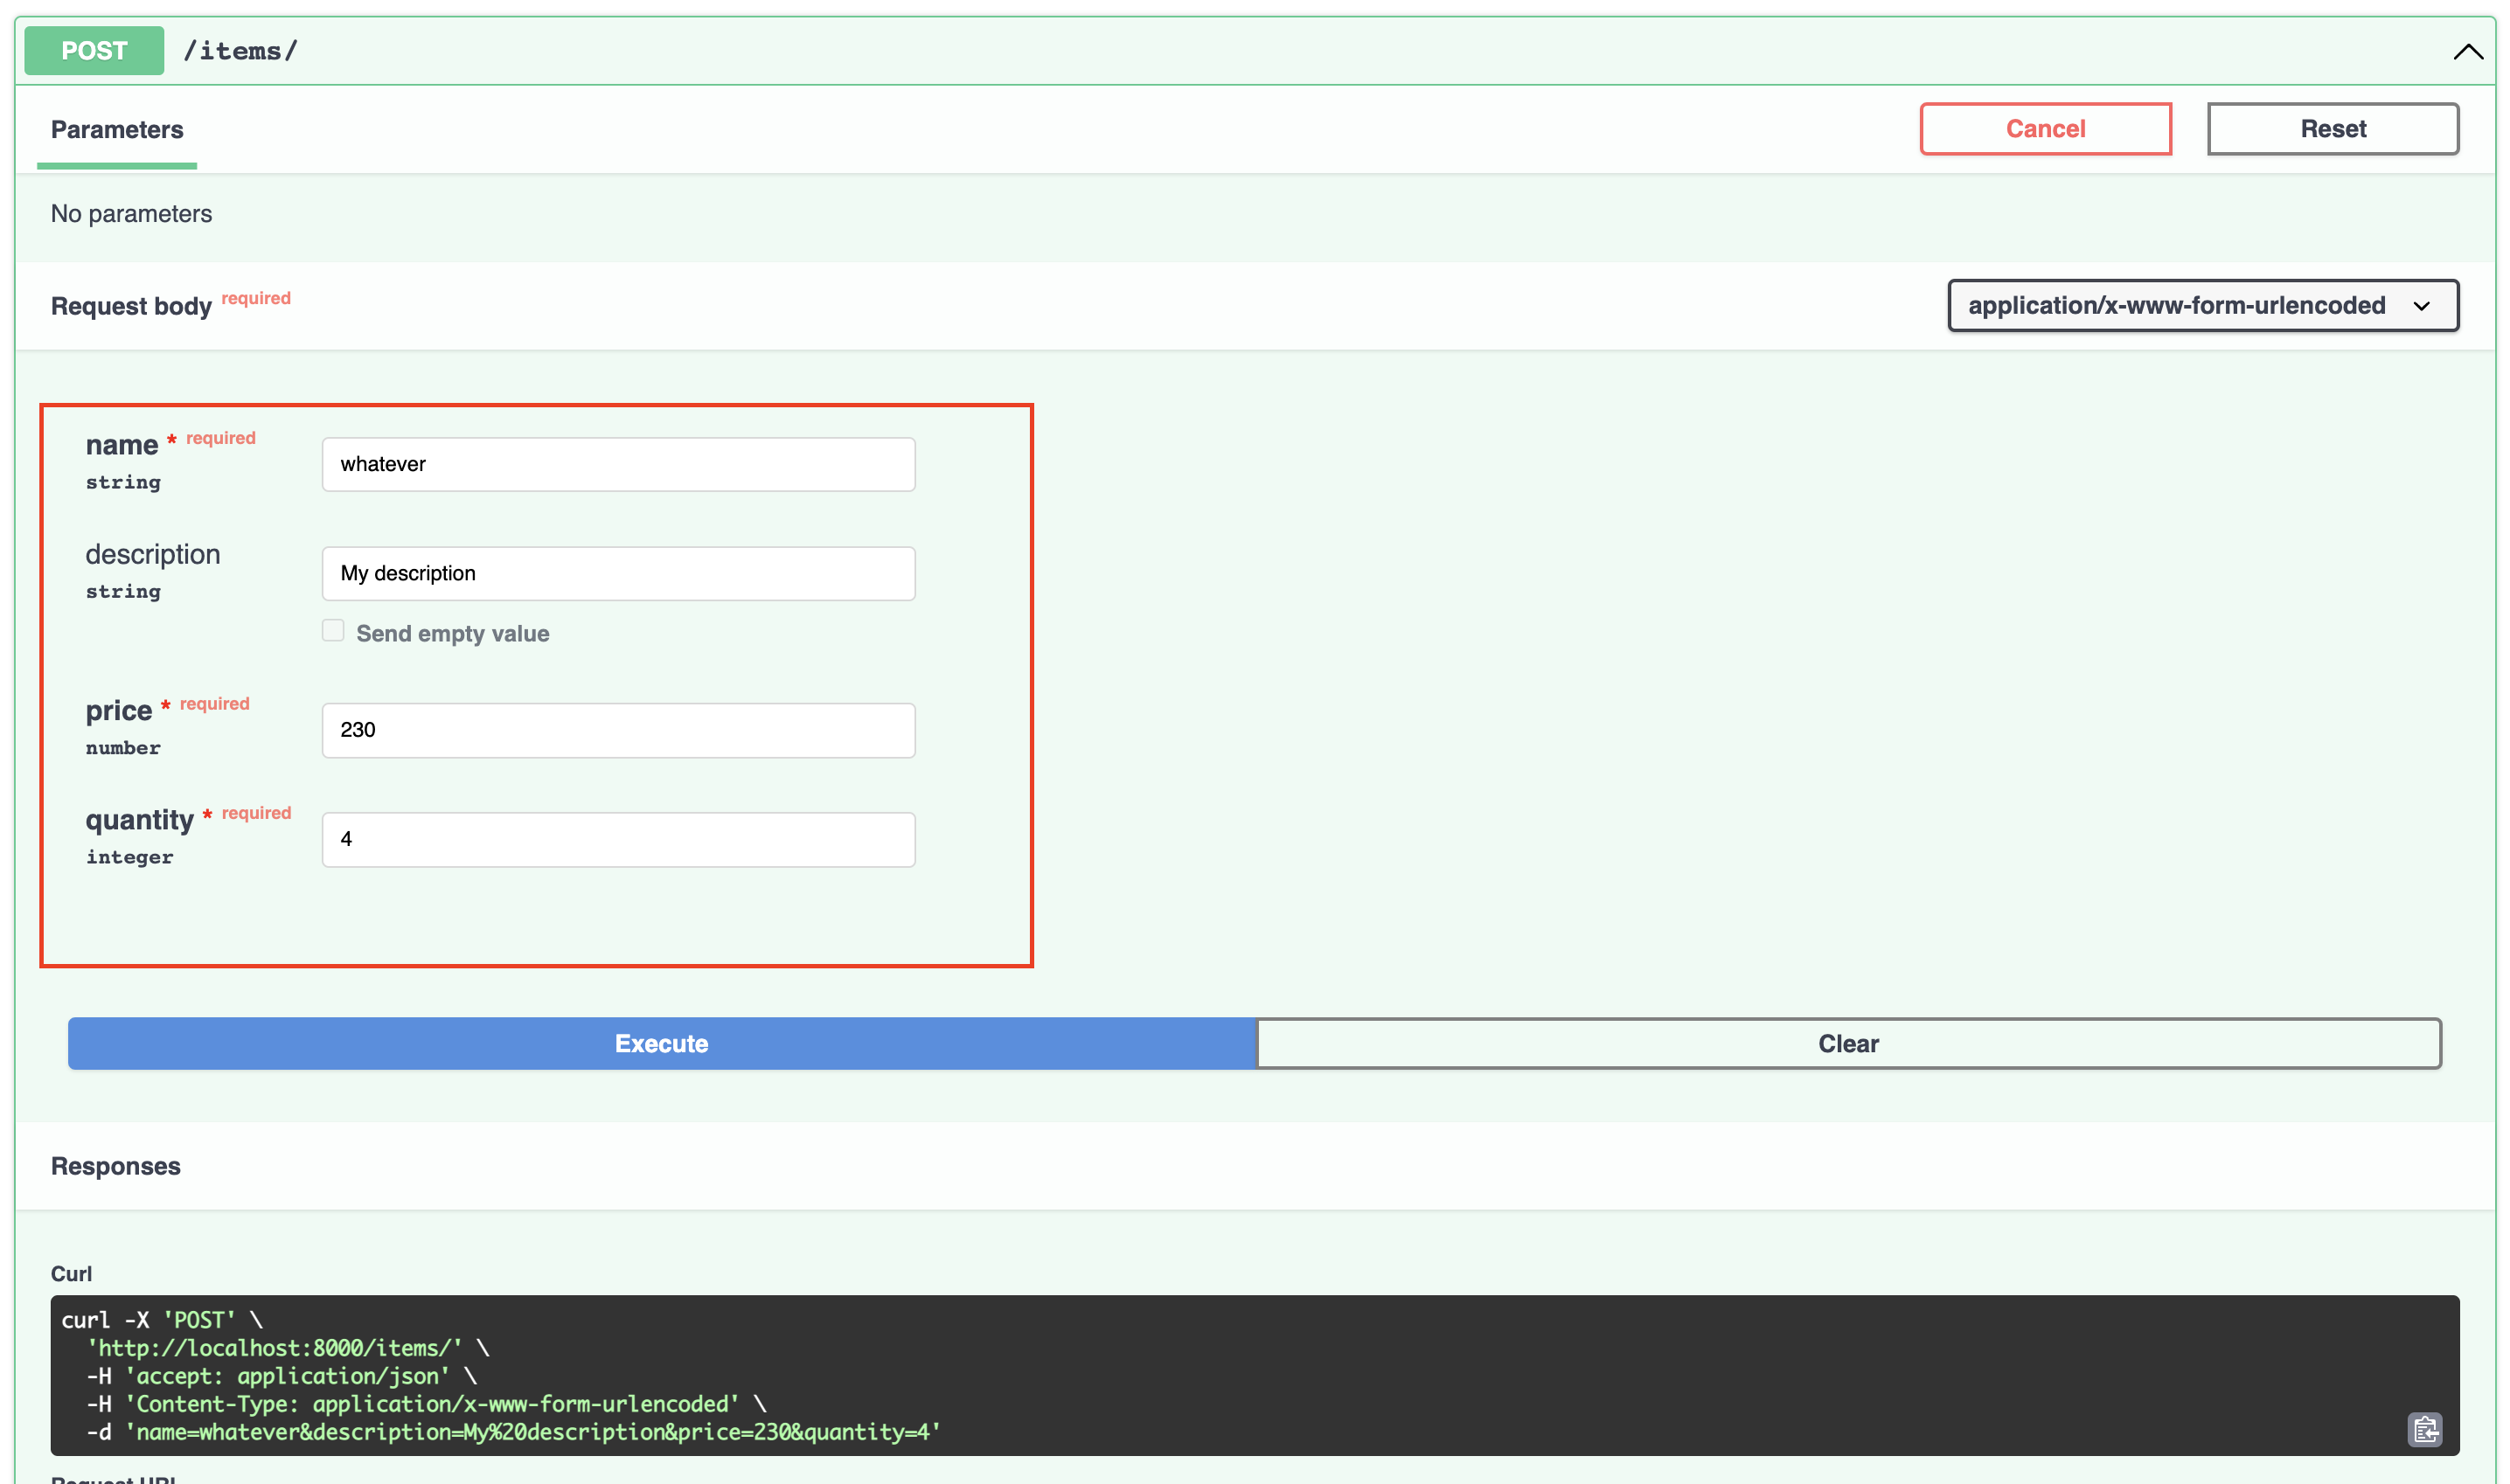 POST /items/
Parameters
Cancel
Reset
No parameters
Request body required
application/x-www-form-urlencoded
name * required
string
whatever
description
string
My description
Send empty value
price * required
number
230
quantity * required
integer
4
Execute
Clear
Responses
Curl
curl -X 'POST' \
  'http://localhost:8000/items/' \
  -H 'accept: application/json' \
  -H 'Content-Type: application/x-www-form-urlencoded' \
  -d 'name=whatever&description=My%20description&price=230&quantity=4'
Request URL